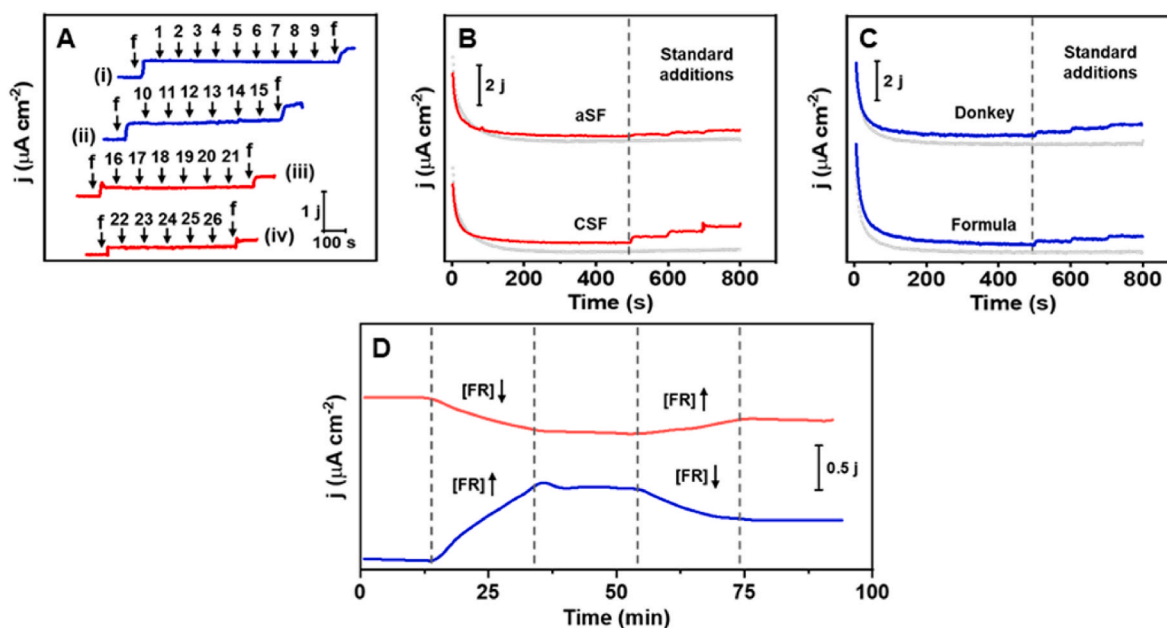 A
f 1 2 3 4 5 6 7 8 9 f
(i)
f 10 11 12 13 14 15 f
(ii)
f 16 17 18 19 20 21 f
(iii)
f 22 23 24 25 26 f
(iv)
1 j
100 s
j (µA cm⁻²)
B
2 j
Standard
additions
aSF
CSF
j (µA cm⁻²)
0 200 400 600 800
Time (s)
C
2 j
Standard
additions
Donkey
Formula
j (µA cm⁻²)
0 200 400 600 800
Time (s)
D
[FR]↓
[FR]↑
0.5 j
[FR]↑
[FR]↓
j (µA cm⁻²)
0 25 50 75 100
Time (min)